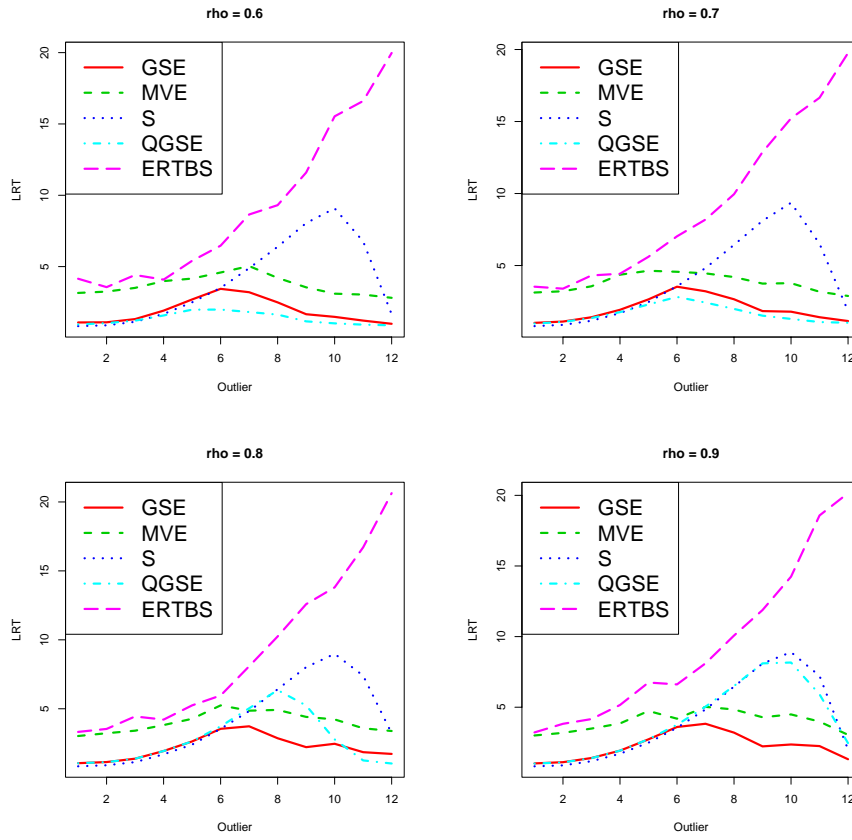 rho = 0.6
20
15
10
5
LRT
GSE
MVE
S
QGSE
ERTBS
2 4 6 8 10 12
Outlier
rho = 0.7
20
15
10
5
LRT
GSE
MVE
S
QGSE
ERTBS
2 4 6 8 10 12
Outlier
rho = 0.8
20
15
10
5
LRT
GSE
MVE
S
QGSE
ERTBS
2 4 6 8 10 12
Outlier
rho = 0.9
20
15
10
5
LRT
GSE
MVE
S
QGSE
ERTBS
2 4 6 8 10 12
Outlier